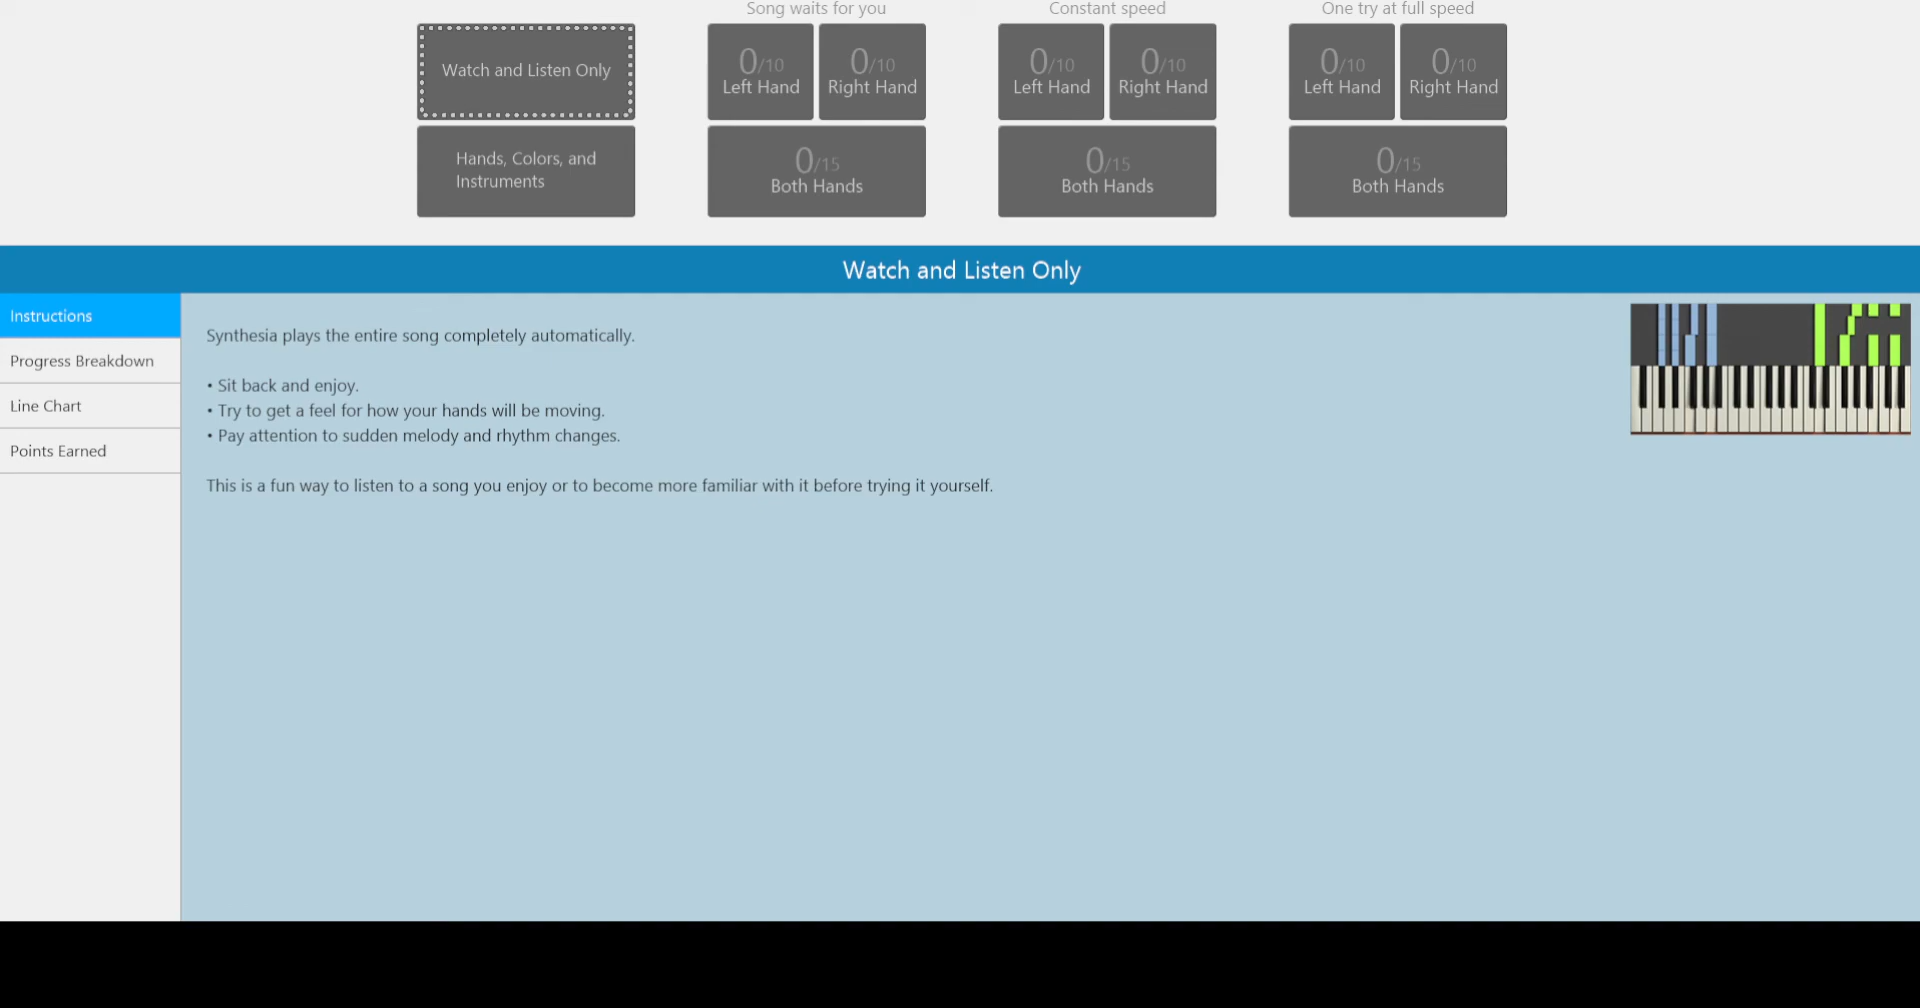 Song waits for you
Constant speed
One try at full speed
Watch and Listen Only
0/10
Left Hand
0/10
Right Hand
0/10
Left Hand
0/10
Right Hand
0/10
Left Hand
0/10
Right Hand
Hands, Colors, and
Instruments
0/15
Both Hands
0/15
Both Hands
0/15
Both Hands
Watch and Listen Only
Instructions
Progress Breakdown
Line Chart
Points Earned
Synthesia plays the entire song completely automatically.
• Sit back and enjoy.
• Try to get a feel for how your hands will be moving.
• Pay attention to sudden melody and rhythm changes.
This is a fun way to listen to a song you enjoy or to become more familiar with it before trying it yourself.